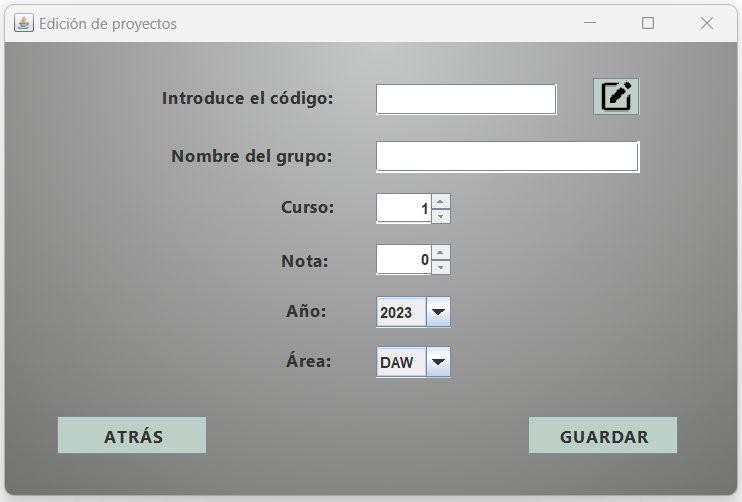 Edición de proyectos
Introduce el código:
Nombre del grupo:
Curso: 1
Nota: 0
Año: 2023
Área: DAW
ATRÁS GUARDAR